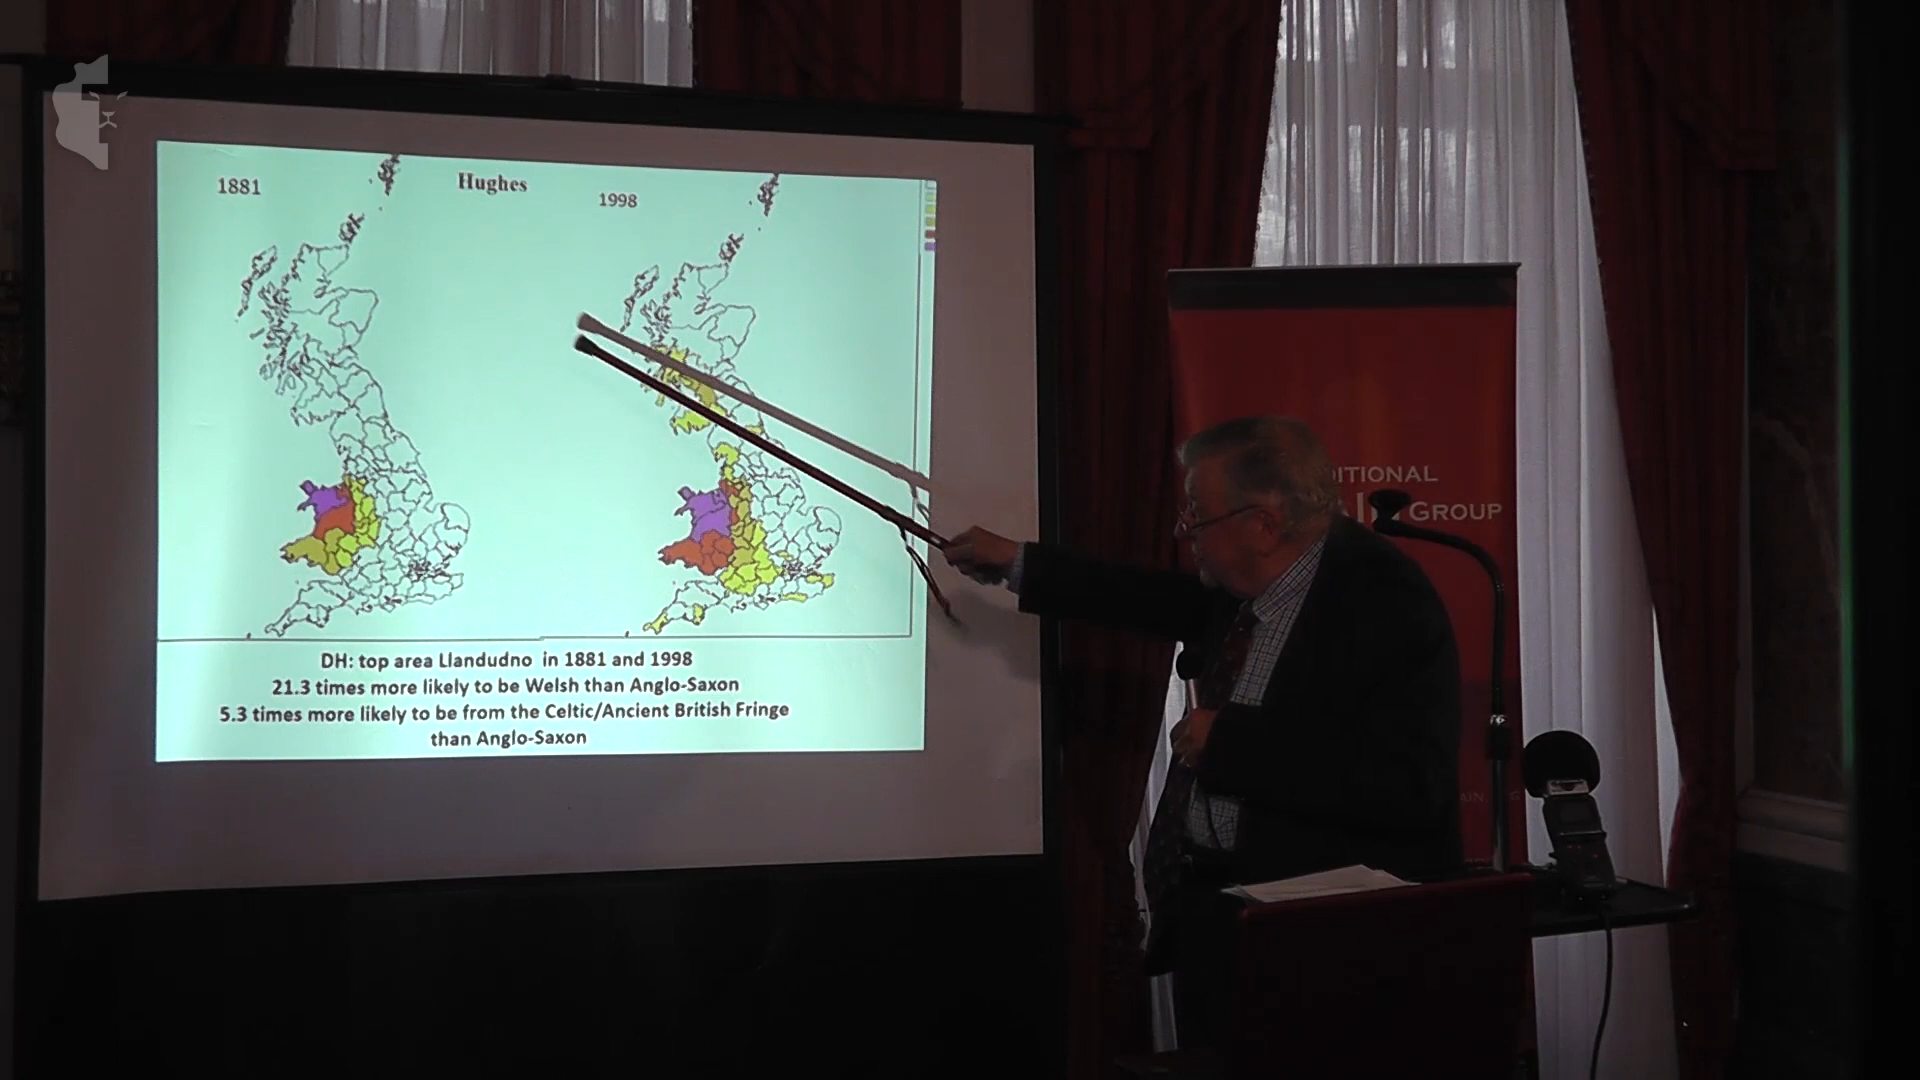 1881
Hughes
1998
DH: top area Llandudno in 1881 and 1998
21.3 times more likely to be Welsh than Anglo-Saxon
5.3 times more likely to be from the Celtic/Ancient British Fringe
than Anglo-Saxon
DITIONAL
GROUP